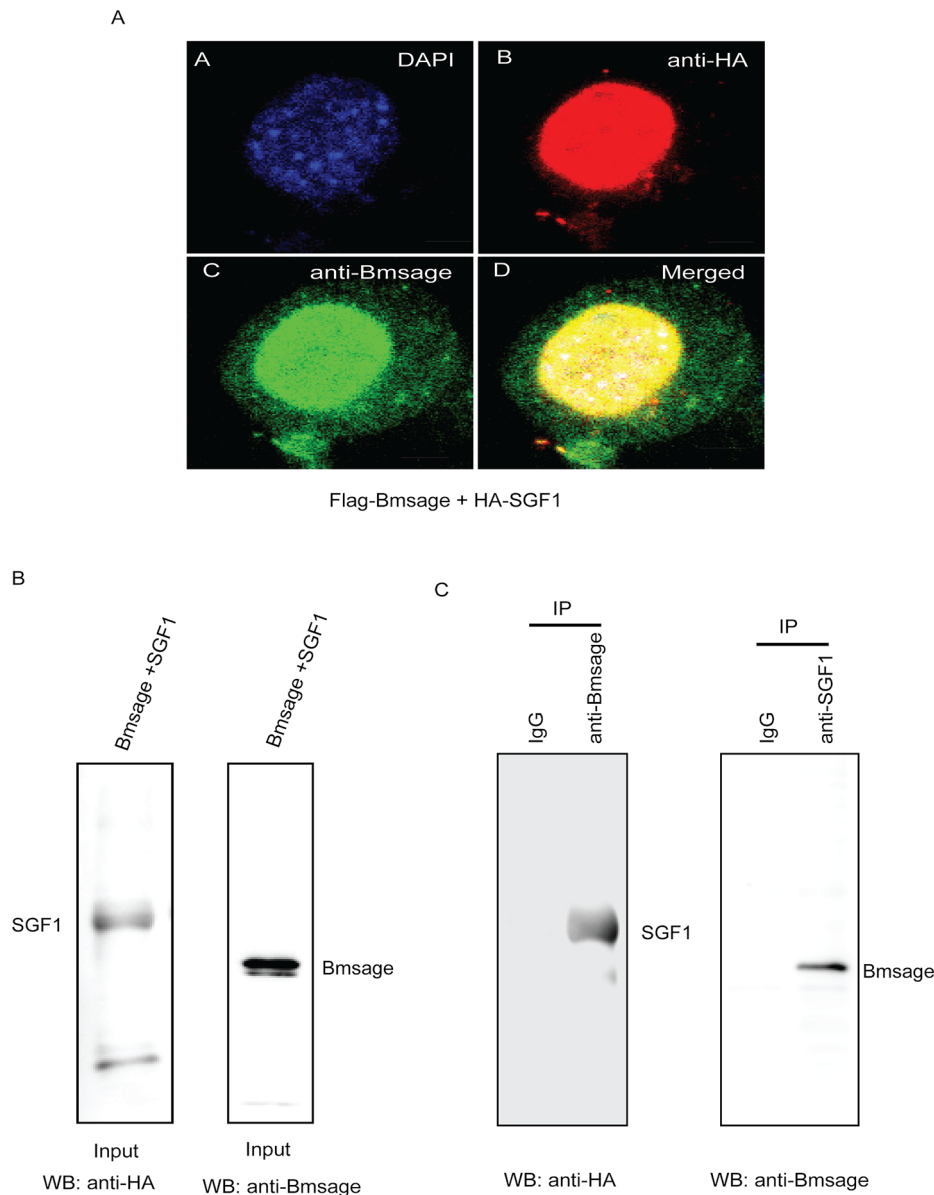 A
A DAPI
B anti-HA
C anti-Bmsage
D Merged
Flag-Bmsage + HA-SGF1
B
Bmsage +SGF1
Bmsage +SGF1
SGF1
Bmsage
Input
WB: anti-HA
Input
WB: anti-Bmsage
C
IP
IgG
anti-Bmsage
SGF1
WB: anti-HA
IP
IgG
anti-SGF1
Bmsage
WB: anti-Bmsage